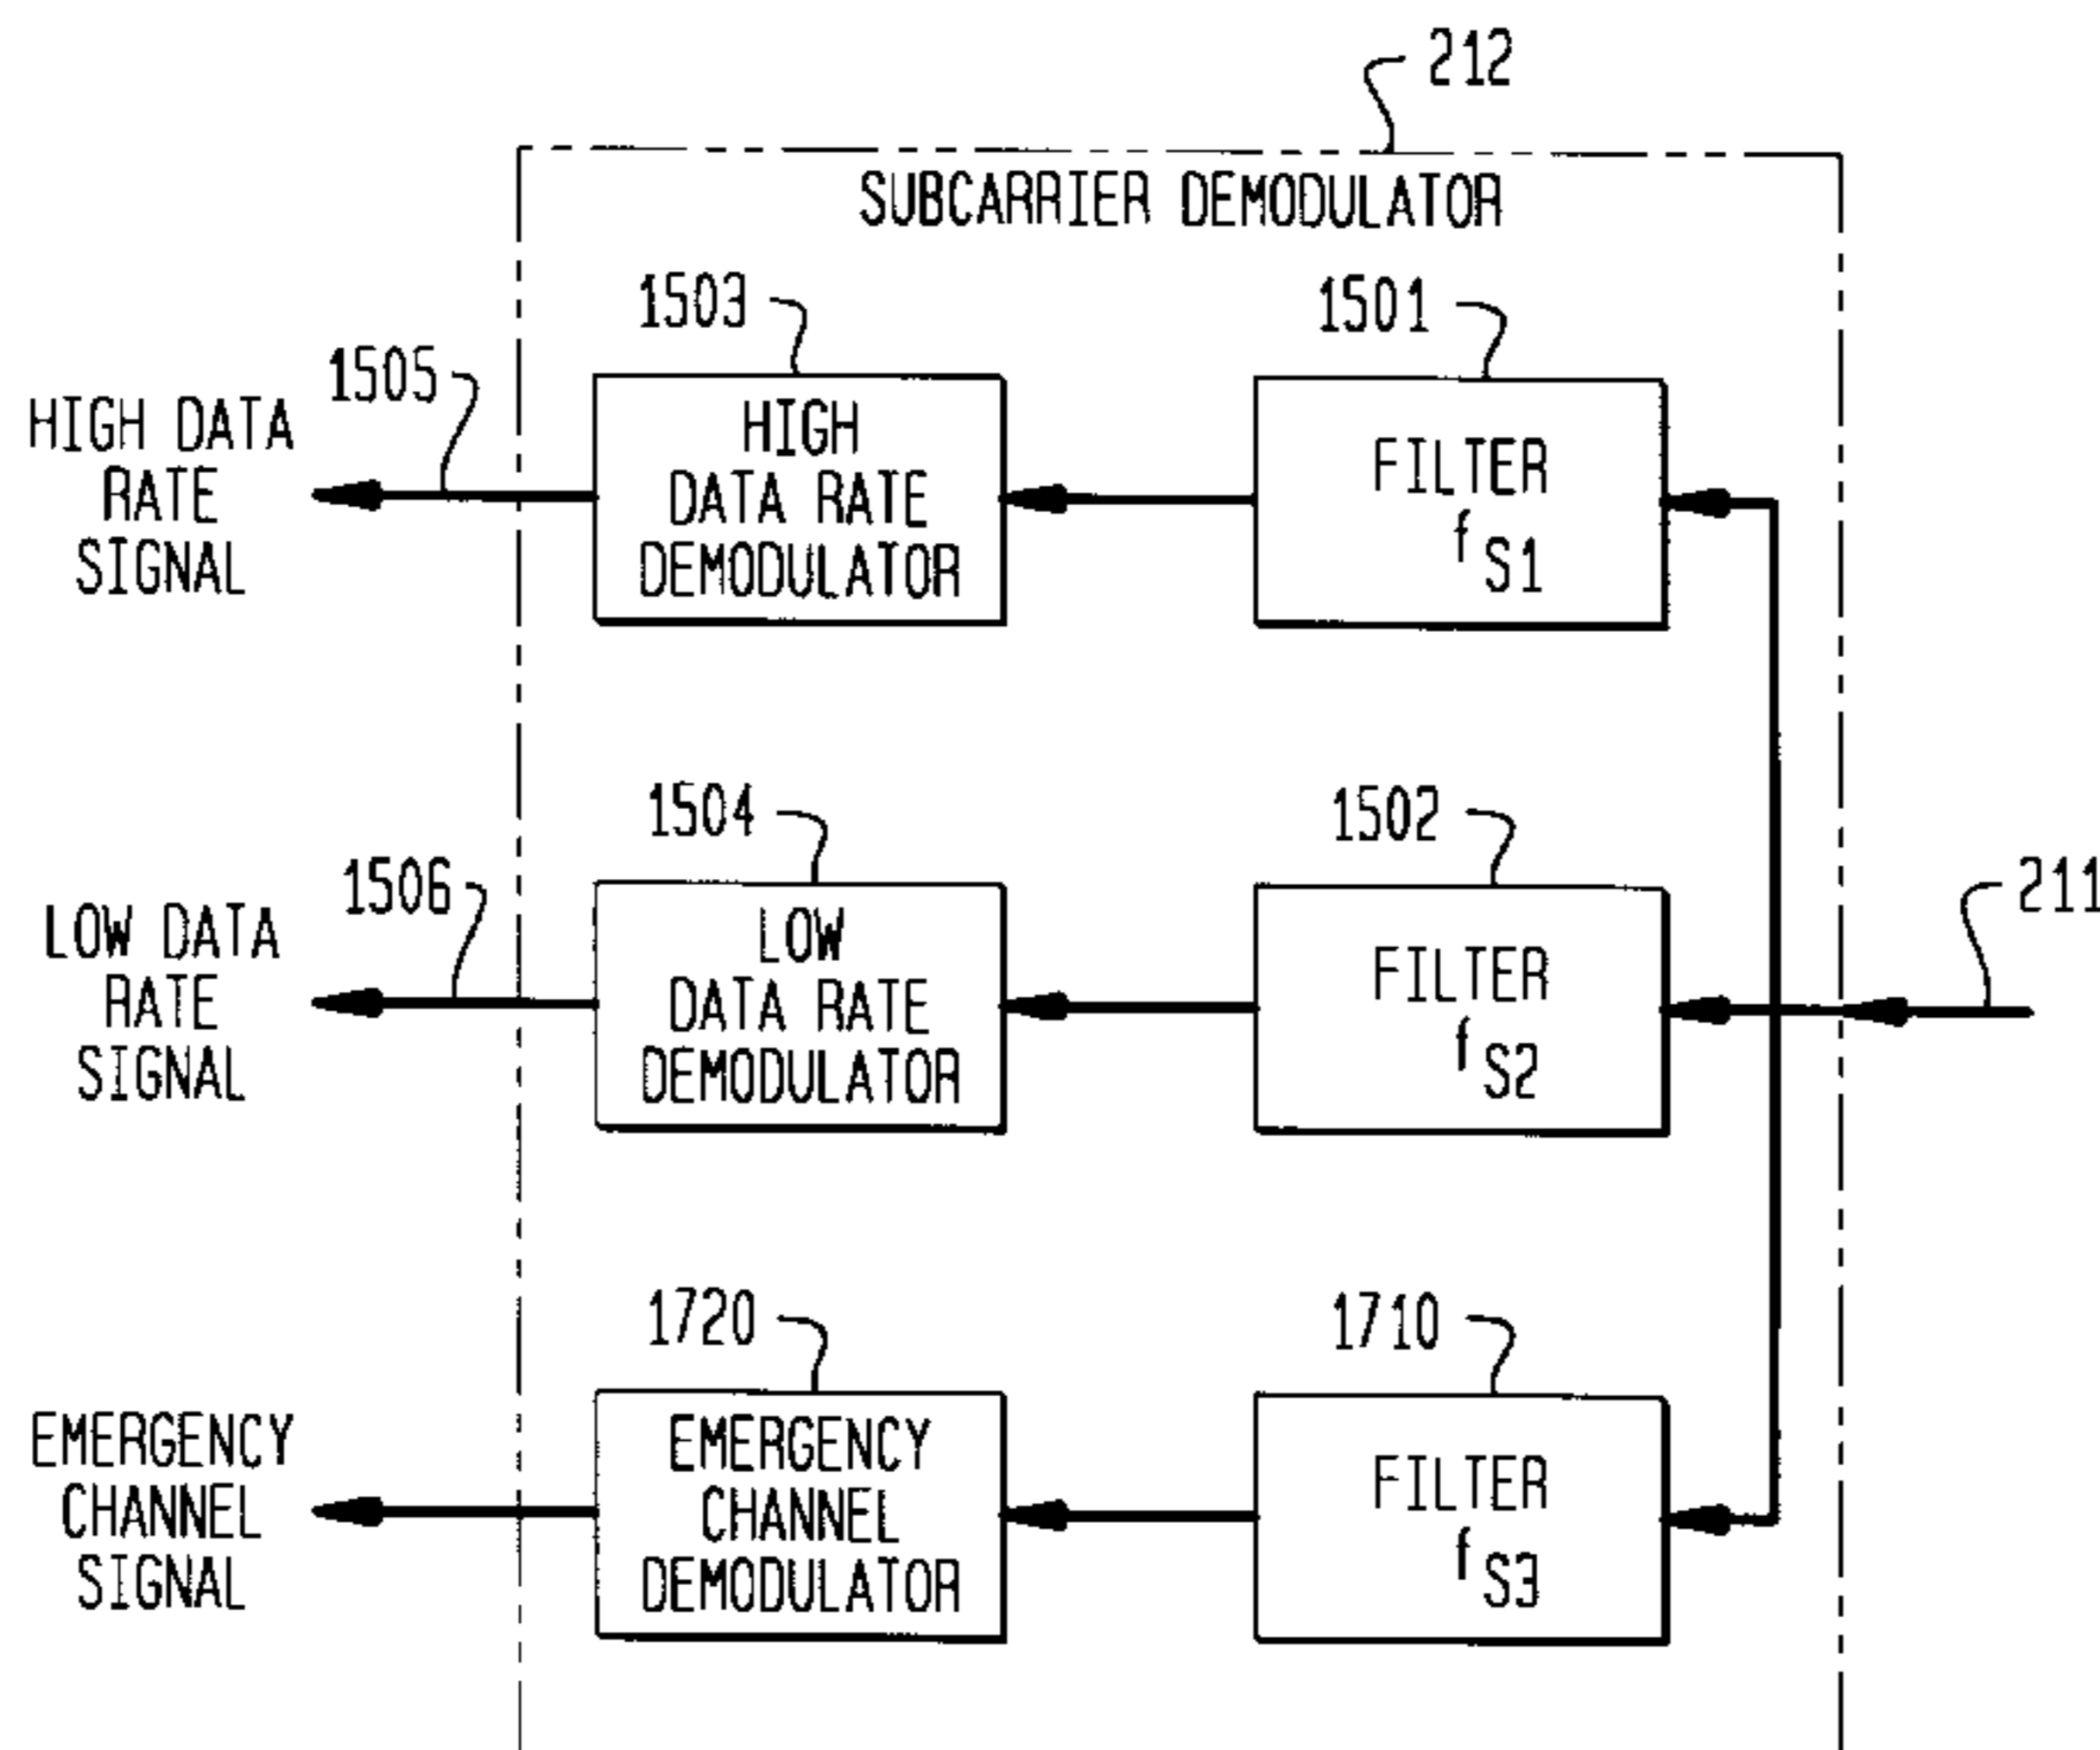 212
SUBCARRIER DEMODULATOR
1503
1501
1505
HIGH DATA
RATE
SIGNAL
HIGH
DATA RATE
DEMODULATOR
FILTER
fS1
1504
1502
1506
211
LOW DATA
RATE
SIGNAL
LOW
DATA RATE
DEMODULATOR
FILTER
fS2
1720
1710
EMERGENCY
CHANNEL
SIGNAL
EMERGENCY
CHANNEL
DEMODULATOR
FILTER
fS3